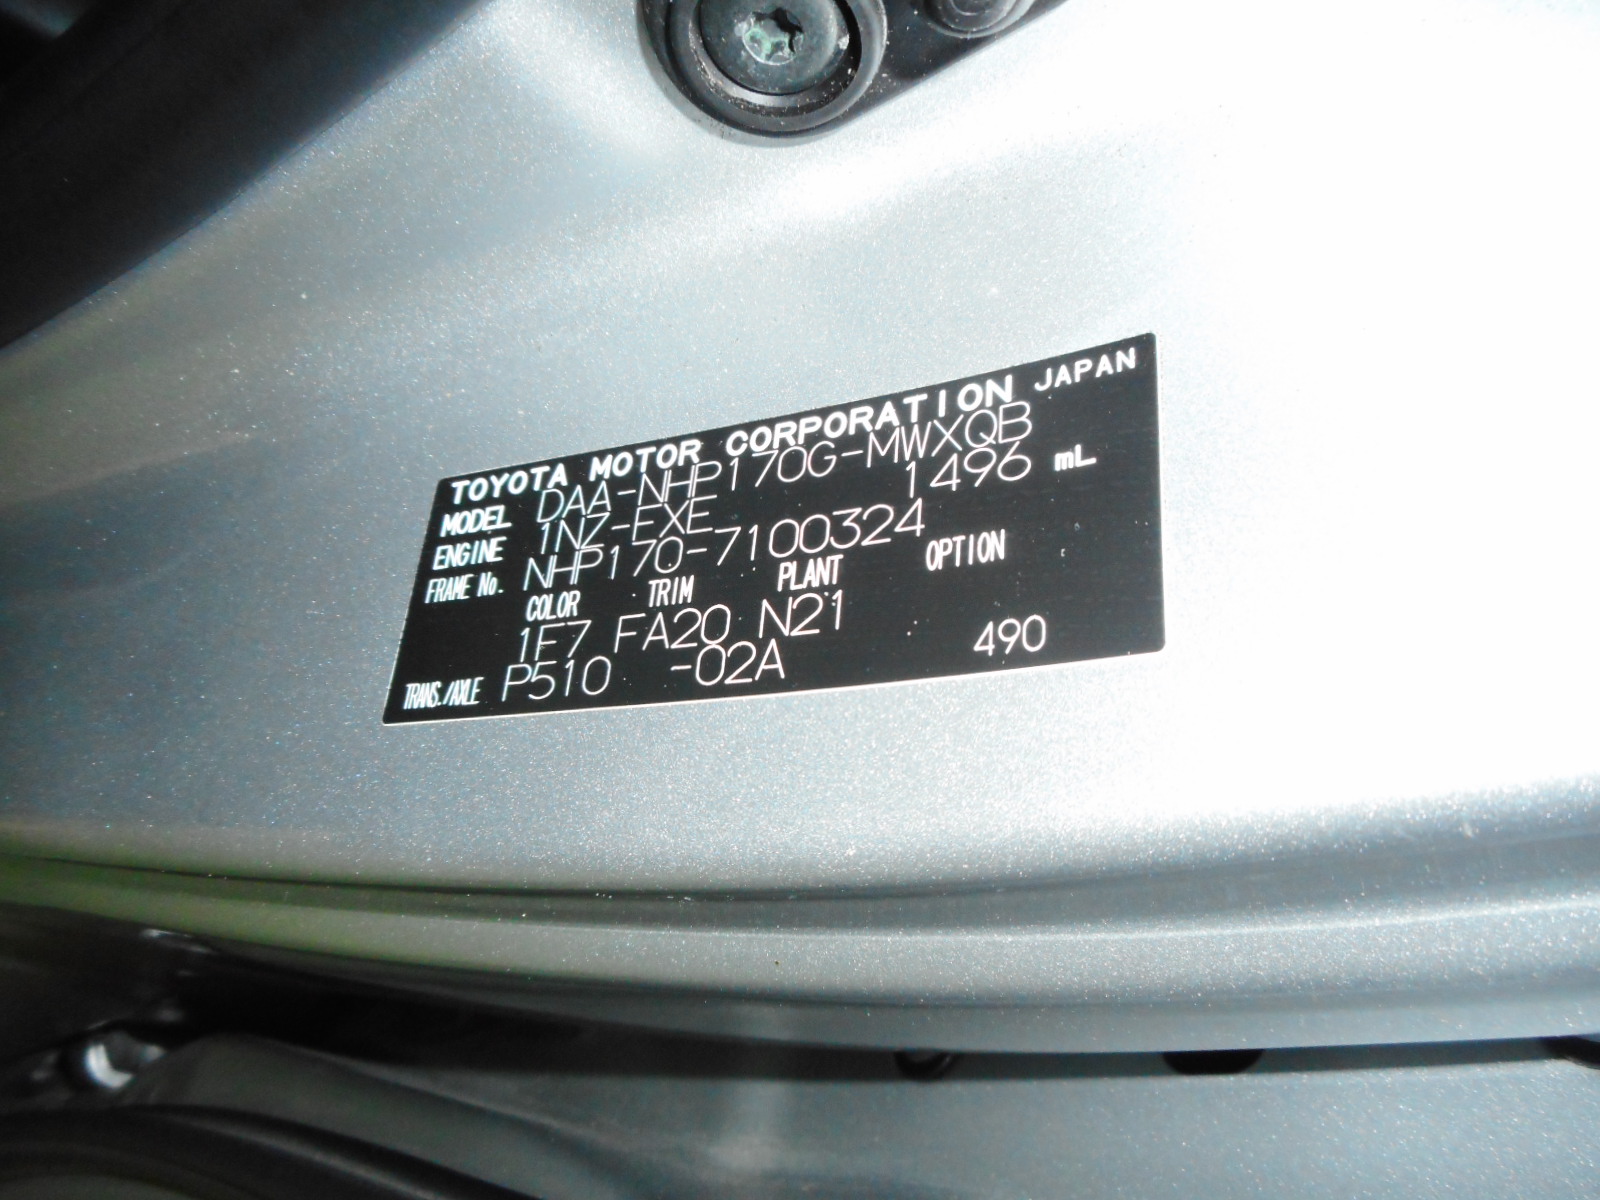 TOYOTA MOTOR CORPORATION JAPAN
MODEL DAA-NHP170G-MWXQB
ENGINE 1NZ-FXE 1496 mL
FRAME No. NHP170-7100324
COLOR TRIM PLANT OPTION
1F7 FA20 N21
TRANS./AXLE P510 -02A 490